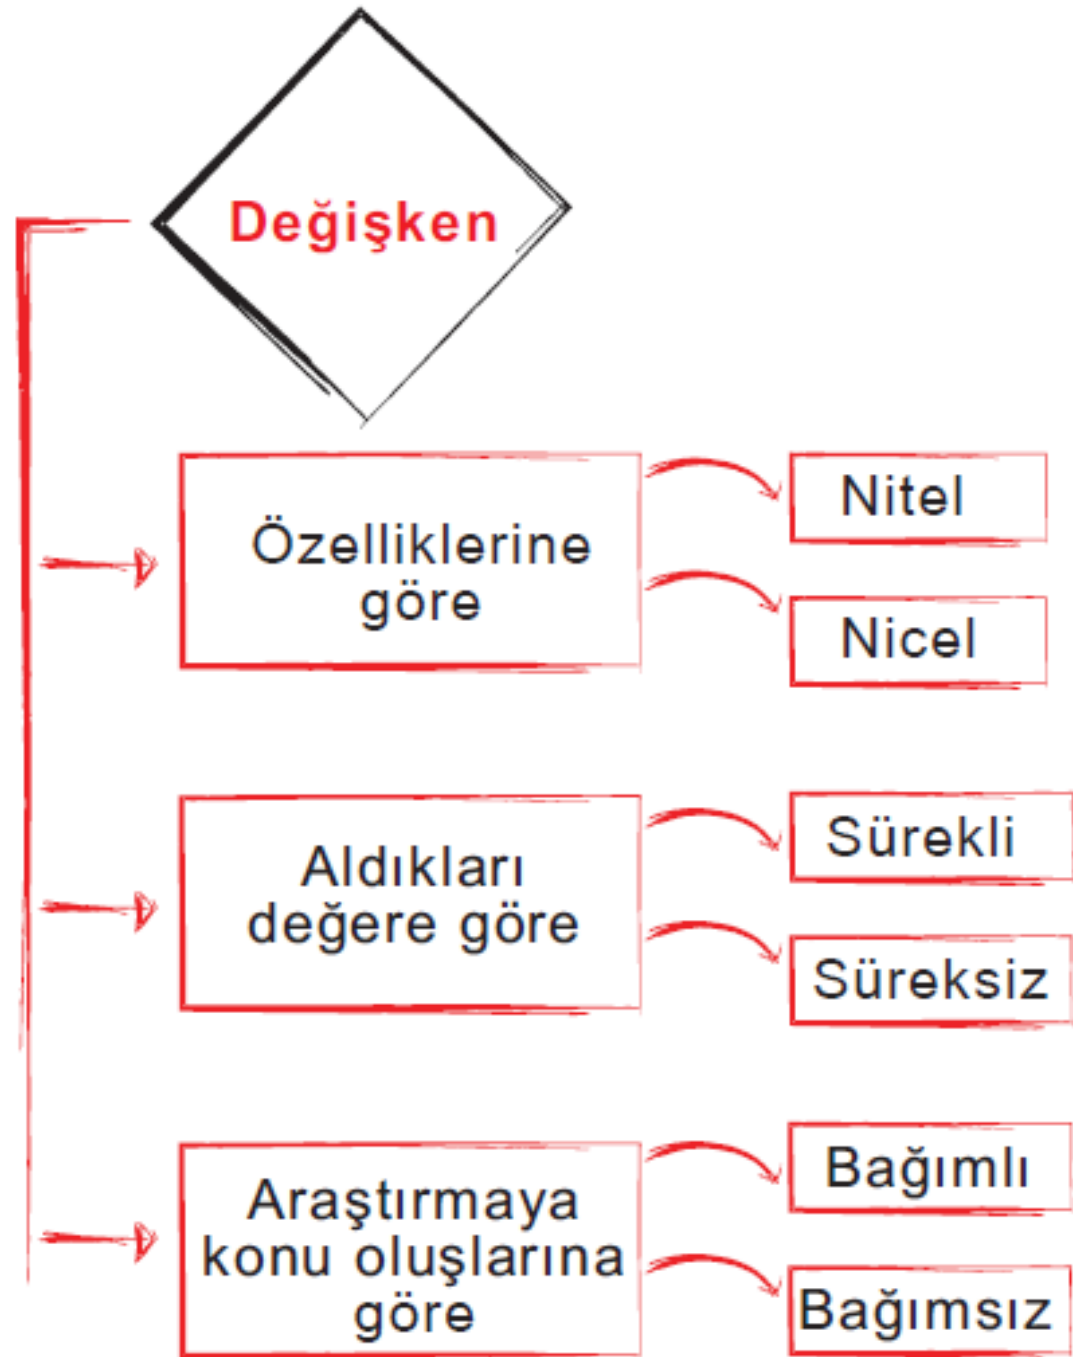 Değişken
Özelliklerine
göre
Nitel
Nicel
Aldıkları
değere göre
Sürekli
Süreksiz
Araştırmaya
konu oluşlarına
göre
Bağımlı
Bağımsız